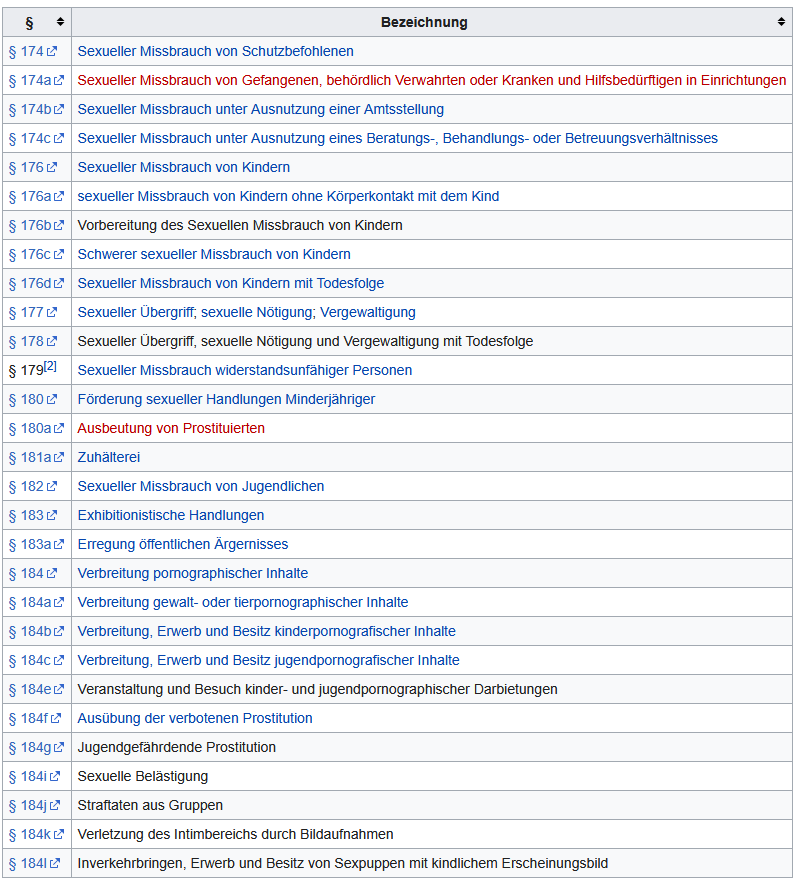 § Bezeichnung
§ 174 Sexueller Missbrauch von Schutzbefohlenen
§ 174a Sexueller Missbrauch von Gefangenen, behördlich Verwahrten oder Kranken und Hilfsbedürftigen in Einrichtungen
§ 174b Sexueller Missbrauch unter Ausnutzung einer Amtsstellung
§ 174c Sexueller Missbrauch unter Ausnutzung eines Beratungs-, Behandlungs- oder Betreuungsverhältnisses
§ 176 Sexueller Missbrauch von Kindern
§ 176a sexueller Missbrauch von Kindern ohne Körperkontakt mit dem Kind
§ 176b Vorbereitung des Sexuellen Missbrauch von Kindern
§ 176c Schwerer sexueller Missbrauch von Kindern
§ 176d Sexueller Missbrauch von Kindern mit Todesfolge
§ 177 Sexueller Übergriff; sexuelle Nötigung; Vergewaltigung
§ 178 Sexueller Übergriff, sexuelle Nötigung und Vergewaltigung mit Todesfolge
§ 179[2] Sexueller Missbrauch widerstandsunfähiger Personen
§ 180 Förderung sexueller Handlungen Minderjähriger
§ 180a Ausbeutung von Prostituierten
§ 181a Zuhälterei
§ 182 Sexueller Missbrauch von Jugendlichen
§ 183 Exhibitionistische Handlungen
§ 183a Erregung öffentlichen Ärgernisses
§ 184 Verbreitung pornographischer Inhalte
§ 184a Verbreitung gewalt- oder tierpornographischer Inhalte
§ 184b Verbreitung, Erwerb und Besitz kinderpornografischer Inhalte
§ 184c Verbreitung, Erwerb und Besitz jugendpornografischer Inhalte
§ 184e Veranstaltung und Besuch kinder- und jugendpornographischer Darbietungen
§ 184f Ausübung der verbotenen Prostitution
§ 184g Jugendgefährdende Prostitution
§ 184i Sexuelle Belästigung
§ 184j Straftaten aus Gruppen
§ 184k Verletzung des Intimbereichs durch Bildaufnahmen
§ 184l Inverkehrbringen, Erwerb und Besitz von Sexpuppen mit kindlichem Erscheinungsbild